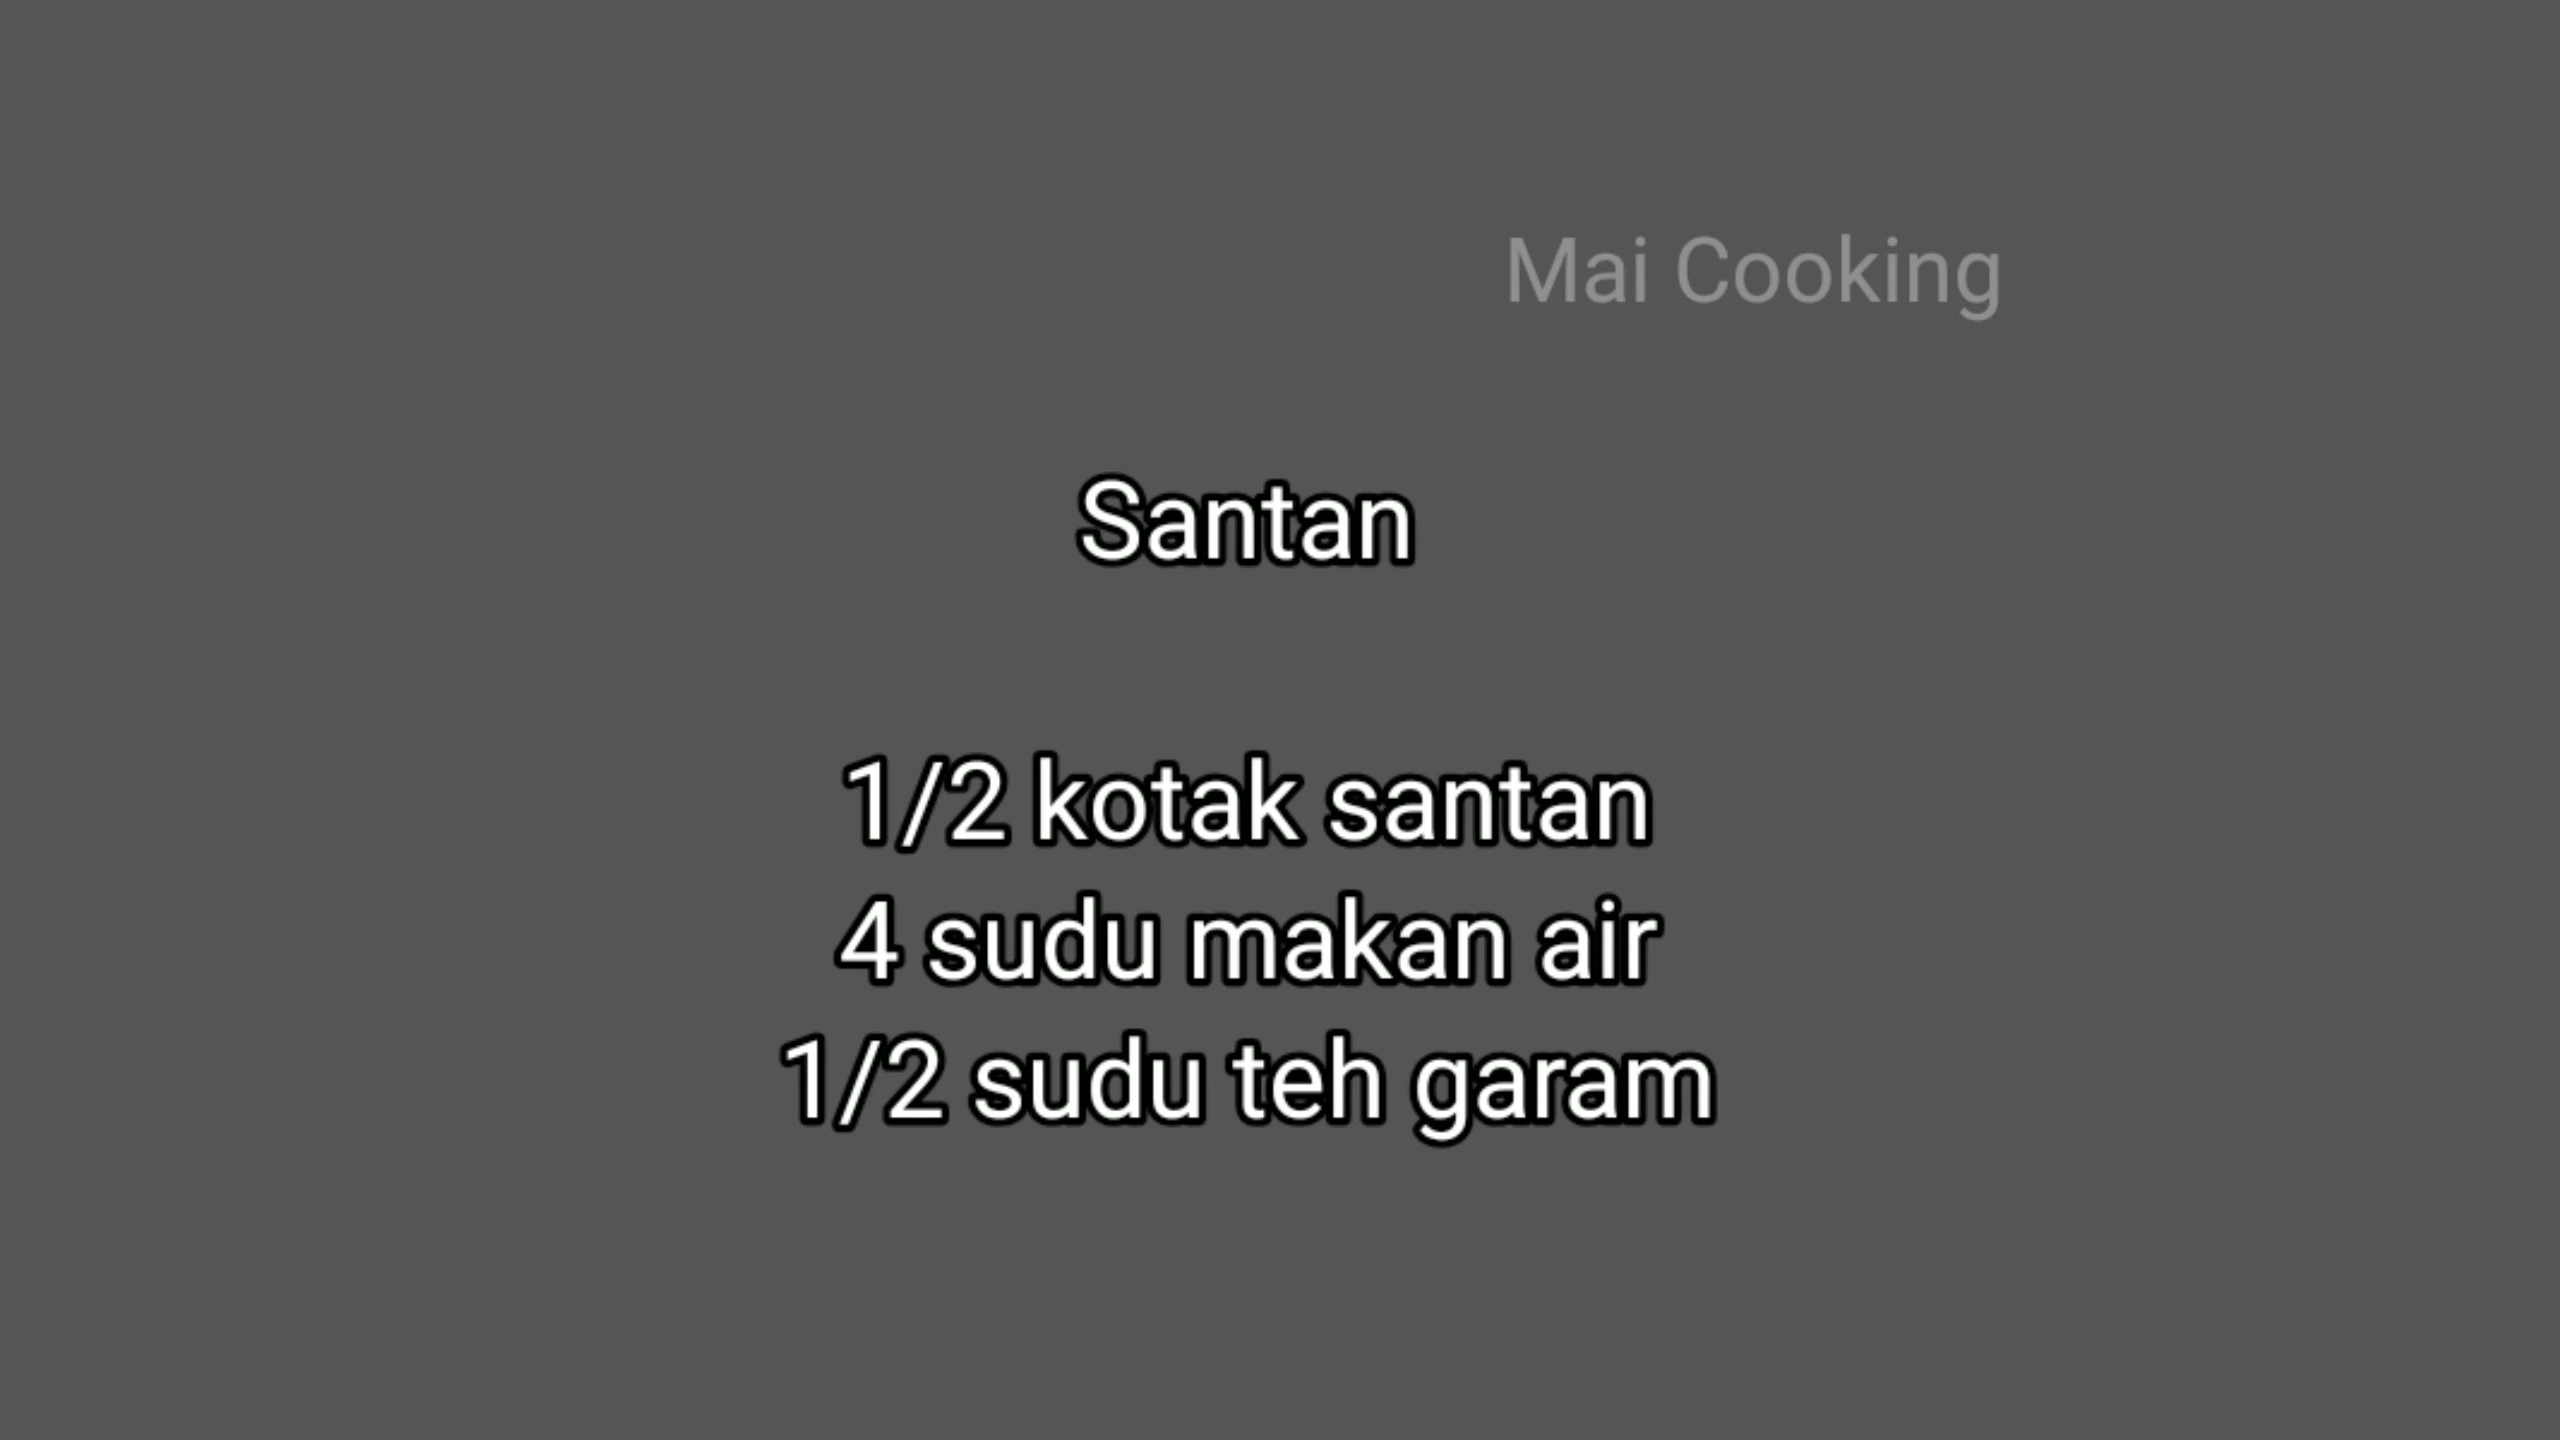 Mai Cooking
Santan
1/2 kotak santan
4 sudu makan air
1/2 sudu teh garam